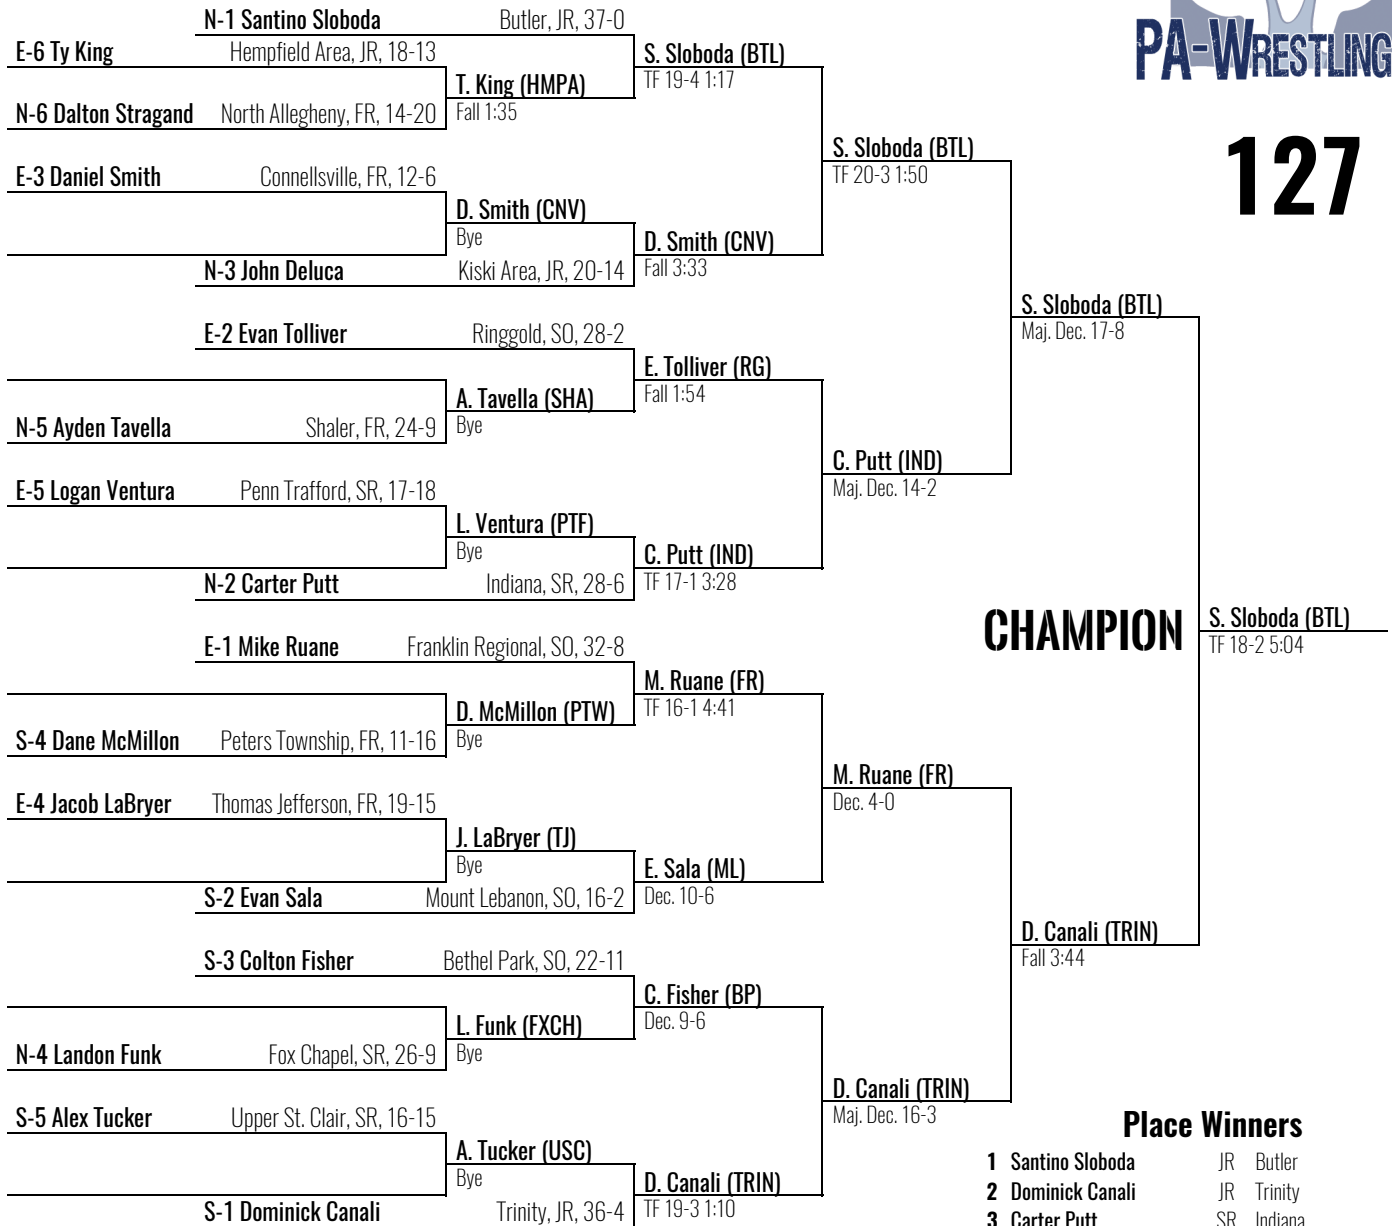 PA-WRESTLING
127
N-1 Santino Sloboda Butler, JR, 37-0
E-6 Ty King Hempfield Area, JR, 18-13
S. Sloboda (BTL)
TF 19-4 1:17
T. King (HMPA)
Fall 1:35
N-6 Dalton Stragand North Allegheny, FR, 14-20
S. Sloboda (BTL)
TF 20-3 1:50
E-3 Daniel Smith Connellsville, FR, 12-6
D. Smith (CNV)
Bye
D. Smith (CNV)
Fall 3:33
N-3 John Deluca Kiski Area, JR, 20-14
S. Sloboda (BTL)
Maj. Dec. 17-8
E-2 Evan Tolliver Ringgold, SO, 28-2
E. Tolliver (RG)
Fall 1:54
A. Tavella (SHA)
Bye
N-5 Ayden Tavella Shaler, FR, 24-9
C. Putt (IND)
Maj. Dec. 14-2
E-5 Logan Ventura Penn Trafford, SR, 17-18
L. Ventura (PTF)
Bye
C. Putt (IND)
TF 17-1 3:28
N-2 Carter Putt Indiana, SR, 28-6
CHAMPION
S. Sloboda (BTL)
TF 18-2 5:04
E-1 Mike Ruane Franklin Regional, SO, 32-8
M. Ruane (FR)
TF 16-1 4:41
D. McMillon (PTW)
Bye
S-4 Dane McMillon Peters Township, FR, 11-16
M. Ruane (FR)
Dec. 4-0
E-4 Jacob LaBryer Thomas Jefferson, FR, 19-15
J. LaBryer (TJ)
Bye
E. Sala (ML)
Dec. 10-6
S-2 Evan Sala Mount Lebanon, SO, 16-2
D. Canali (TRIN)
Fall 3:44
S-3 Colton Fisher Bethel Park, SO, 22-11
C. Fisher (BP)
Dec. 9-6
L. Funk (FXCH)
Bye
N-4 Landon Funk Fox Chapel, SR, 26-9
D. Canali (TRIN)
Maj. Dec. 16-3
S-5 Alex Tucker Upper St. Clair, SR, 16-15
A. Tucker (USC)
Bye
D. Canali (TRIN)
TF 19-3 1:10
S-1 Dominick Canali Trinity, JR, 36-4
Place Winners
1 Santino Sloboda JR Butler
2 Dominick Canali JR Trinity
3 Carter Putt SR Indiana